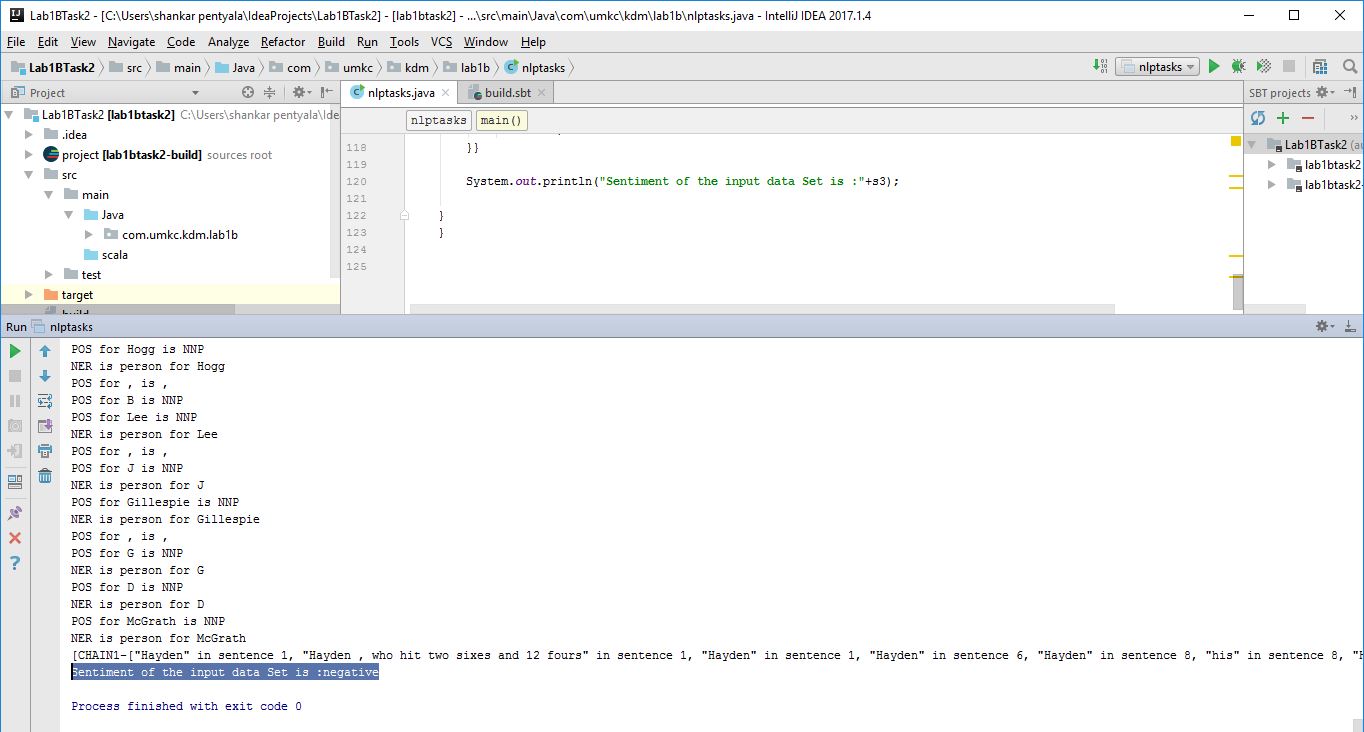 Lab1BTask2 - [C:\Users\shankar pentyala\IdeaProjects\Lab1BTask2] - [lab1btask2] - ...\src\main\Java\com\umkc\kdm\lab1b\nlptasks.java - IntelliJ IDEA 2017.1.4
File Edit View Navigate Code Analyze Refactor Build Run Tools VCS Window Help
Lab1BTask2 src main Java com umkc kdm lab1b nlptasks nlptasks
Project nlptasks.java build.sbt SBT projects
Lab1BTask2 [lab1btask2] C:\Users\shankar pentyala\Ide
.idea
project [lab1btask2-build] sources root
src
main
Java
com.umkc.kdm.lab1b
scala
test
target
build
nlptasks main()
118 }}
119
120 System.out.println("Sentiment of the input data Set is :"+s3);
121
122 }
123 }
124
125
Lab1BTask2 (au
lab1btask2
lab1btask2-
Run nlptasks
POS for Hogg is NNP
NER is person for Hogg
POS for , is ,
POS for B is NNP
POS for Lee is NNP
NER is person for Lee
POS for , is ,
POS for J is NNP
NER is person for J
POS for Gillespie is NNP
NER is person for Gillespie
POS for , is ,
POS for G is NNP
NER is person for G
POS for D is NNP
NER is person for D
POS for McGrath is NNP
NER is person for McGrath
[CHAIN1-["Hayden" in sentence 1, "Hayden , who hit two sixes and 12 fours" in sentence 1, "Hayden" in sentence 1, "Hayden" in sentence 6, "Hayden" in sentence 8, "his" in sentence 8, "H
Sentiment of the input data Set is :negative
Process finished with exit code 0